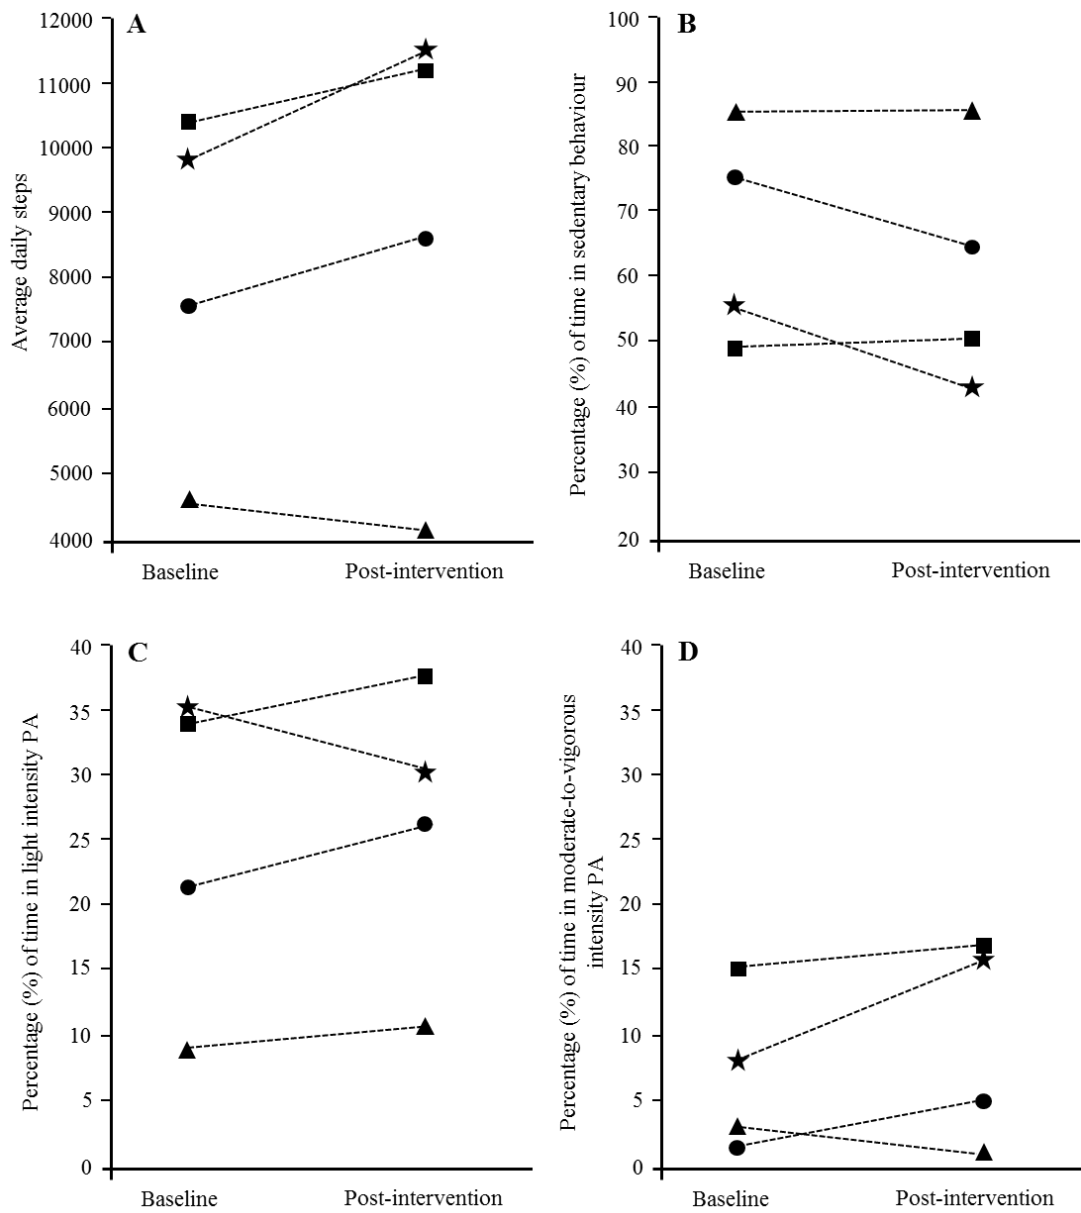 A
Average daily steps
12000
11000
10000
9000
8000
7000
6000
5000
4000
Baseline
Post-intervention
B
Percentage (%) of time in sedentary behaviour
100
90
80
70
60
50
40
30
20
Baseline
Post-intervention
C
Percentage (%) of time in light intensity PA
40
35
30
25
20
15
10
5
0
Baseline
Post-intervention
D
Percentage (%) of time in moderate-to-vigorous
intensity PA
40
35
30
25
20
15
10
5
0
Baseline
Post-intervention